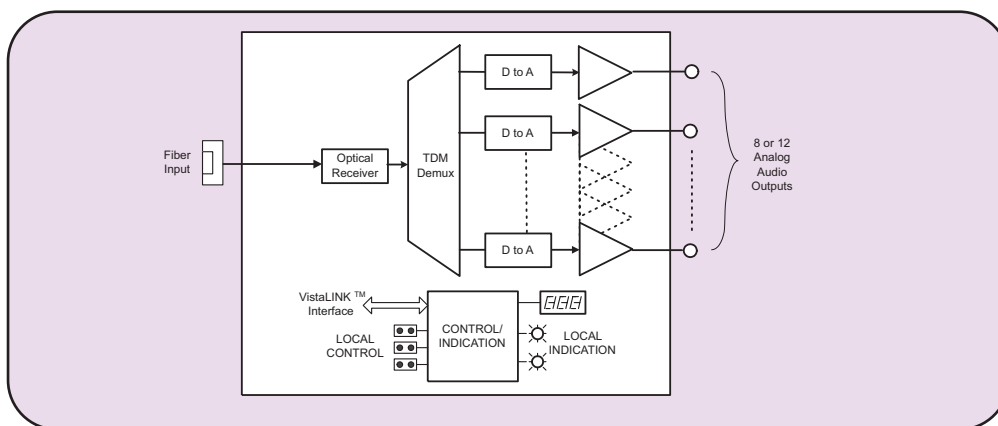 D to A
D to A
Fiber
Input
Optical
Receiver
TDM
Demux
8 or 12
Analog
Audio
Outputs
D to A
VistaLINK ™
Interface
LOCAL
CONTROL
CONTROL/
INDICATION
LOCAL
INDICATION